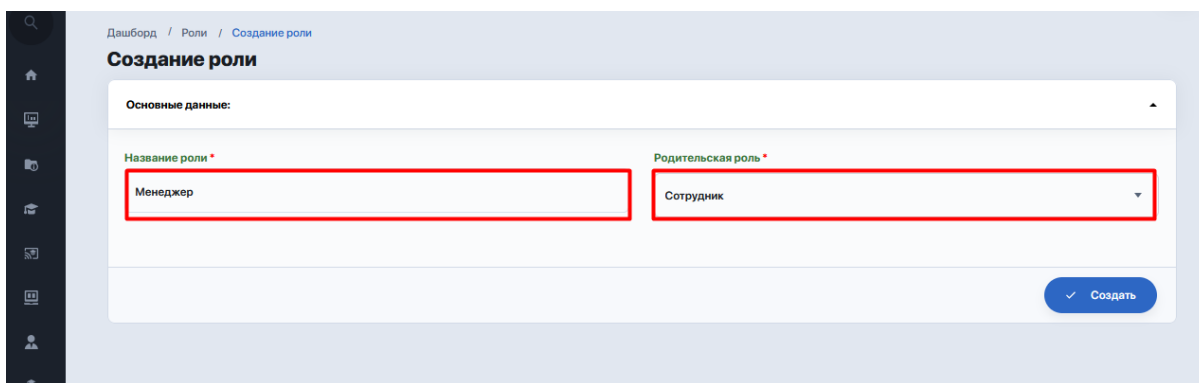 Дашборд / Роли / Создание роли
Создание роли
Основные данные:
Название роли *
Родительская роль *
Менеджер
Сотрудник
Создать